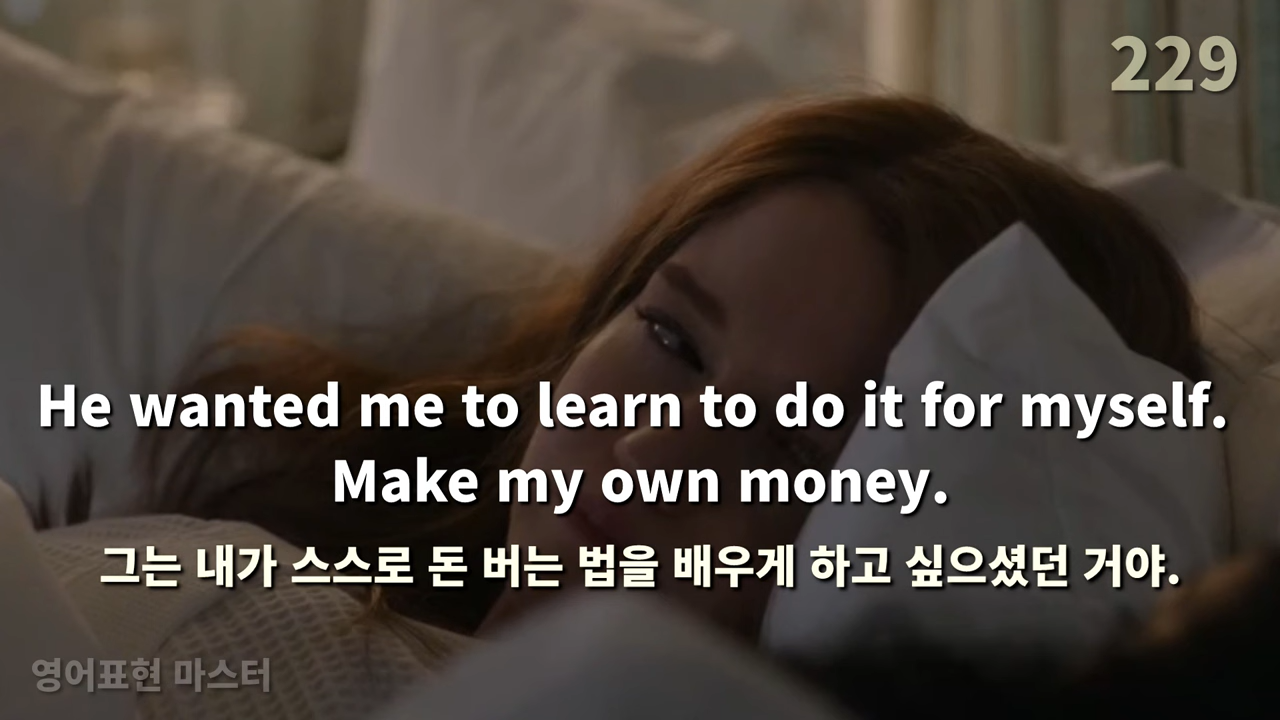 229
He wanted me to learn to do it for myself.
Make my own money.
그는 내가 스스로 돈 버는 법을 배우게 하고 싶으셨던 거야.
영어표현 마스터